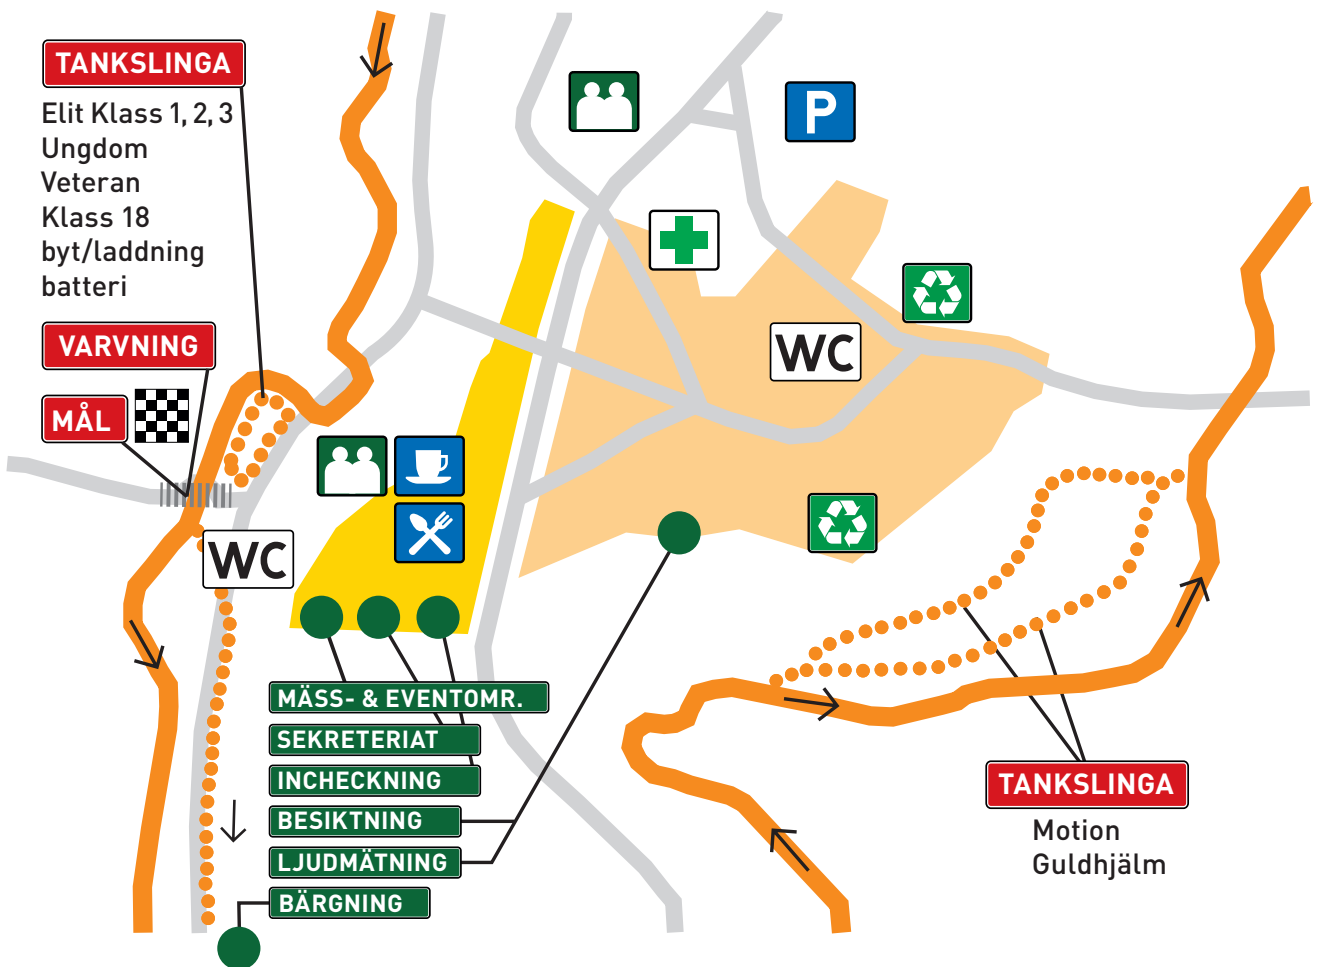 TANKSLINGA
Elit Klass 1, 2, 3
Ungdom
Veteran
Klass 18
byt/laddning
batteri
VARVNING
MÅL
P
WC
WC
MÄSS- & EVENTOMR.
SEKRETERIAT
INCHECKNING
BESIKTNING
LJUDMÄTNING
BÄRGNING
TANKSLINGA
Motion
Guldhjälm